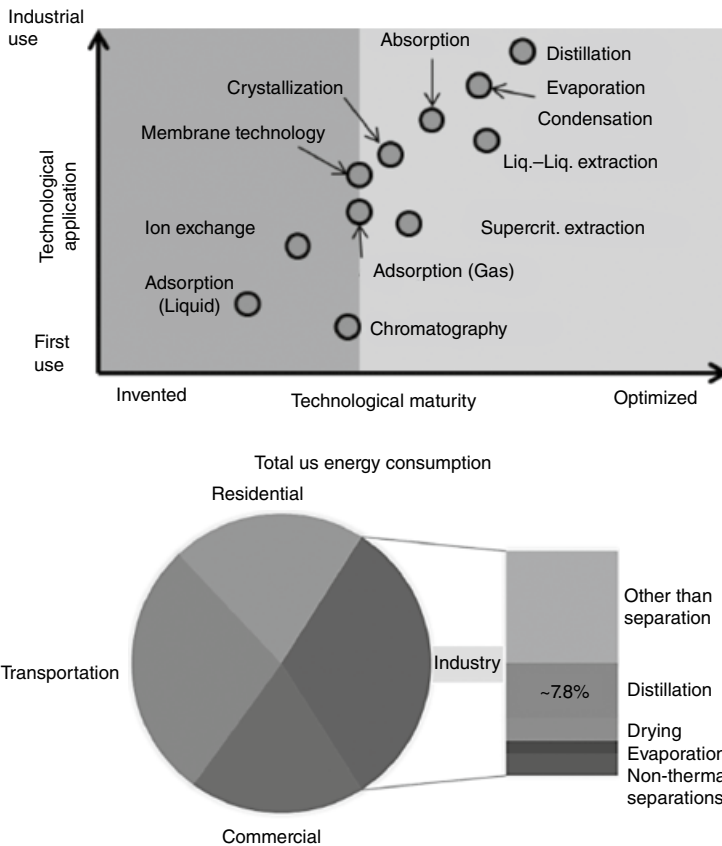 Industrial
use
Absorption
Distillation
Crystallization
Evaporation
Condensation
Membrane technology
Liq.–Liq. extraction
Technological
application
Ion exchange
Supercrit. extraction
Adsorption (Gas)
Adsorption
(Liquid)
Chromatography
First
use
Invented
Technological maturity
Optimized
Total us energy consumption
Residential
Other than
separation
Transportation
Industry
~7.8%
Distillation
Drying
Evaporation
Non-therma
separations
Commercial